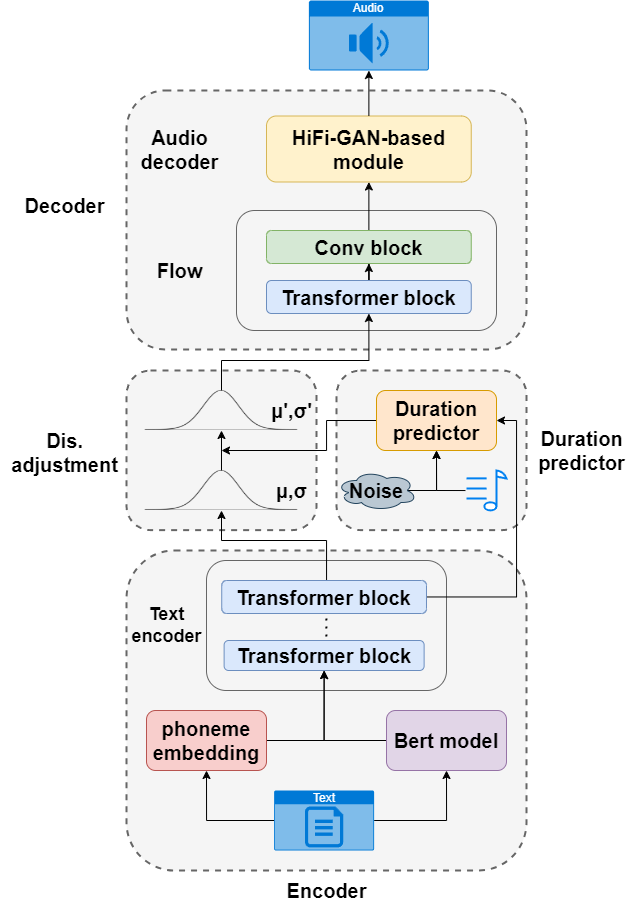 Audio
HiFi-GAN-based
module
Audio
decoder
Decoder
Conv block
Flow
Transformer block
μ',σ'
Duration
predictor
Dis.
adjustment
Duration
predictor
μ,σ
Noise
Transformer block
Text
encoder
Transformer block
phoneme
embedding
Bert model
Text
Encoder